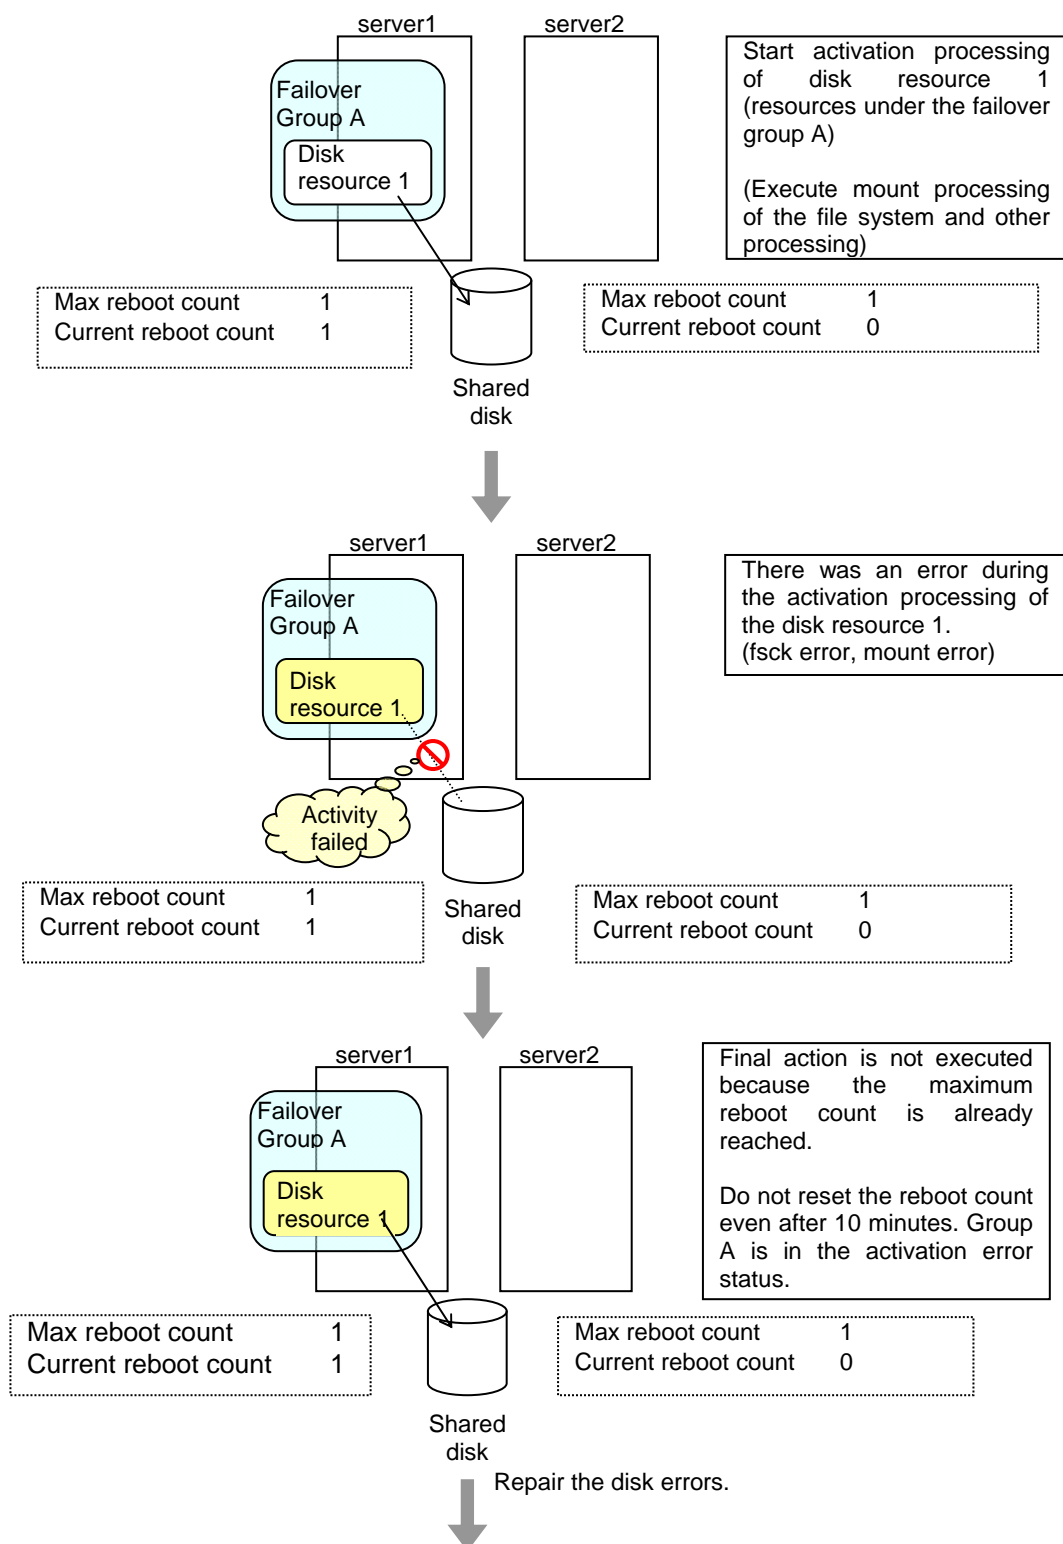 server1
server2
Failover
Group A
Disk
resource 1
Start activation processing
of disk resource 1
(resources under the failover
group A)
(Execute mount processing
of the file system and other
processing)
Max reboot count 1
Current reboot count 1
Max reboot count 1
Current reboot count 0
Shared
disk
server1
server2
Failover
Group A
Disk
resource 1
There was an error during
the activation processing of
the disk resource 1.
(fsck error, mount error)
Activity
failed
Max reboot count 1
Current reboot count 1
Shared
disk
Max reboot count 1
Current reboot count 0
server1
server2
Failover
Group A
Disk
resource 1
Final action is not executed
because the maximum
reboot count is already
reached.
Do not reset the reboot count
even after 10 minutes. Group
A is in the activation error
status.
Max reboot count 1
Current reboot count 1
Max reboot count 1
Current reboot count 0
Shared
disk
Repair the disk errors.